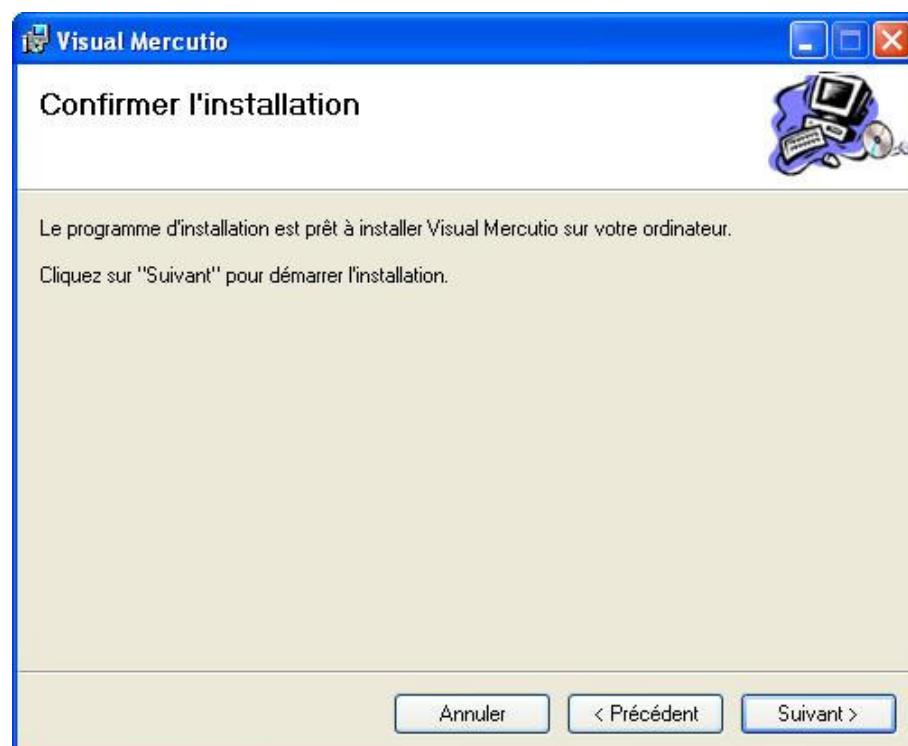 Visual Mercutio
Confirmer l'installation
Le programme d'installation est prêt à installer Visual Mercutio sur votre ordinateur.
Cliquez sur "Suivant" pour démarrer l'installation.
Annuler
< Précédent
Suivant >